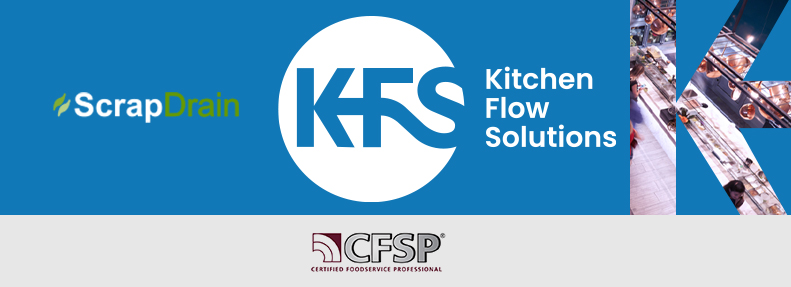 ScrapDrain
KFS
Kitchen
Flow
Solutions
CFSP®
CERTIFIED FOODSERVICE PROFESSIONAL